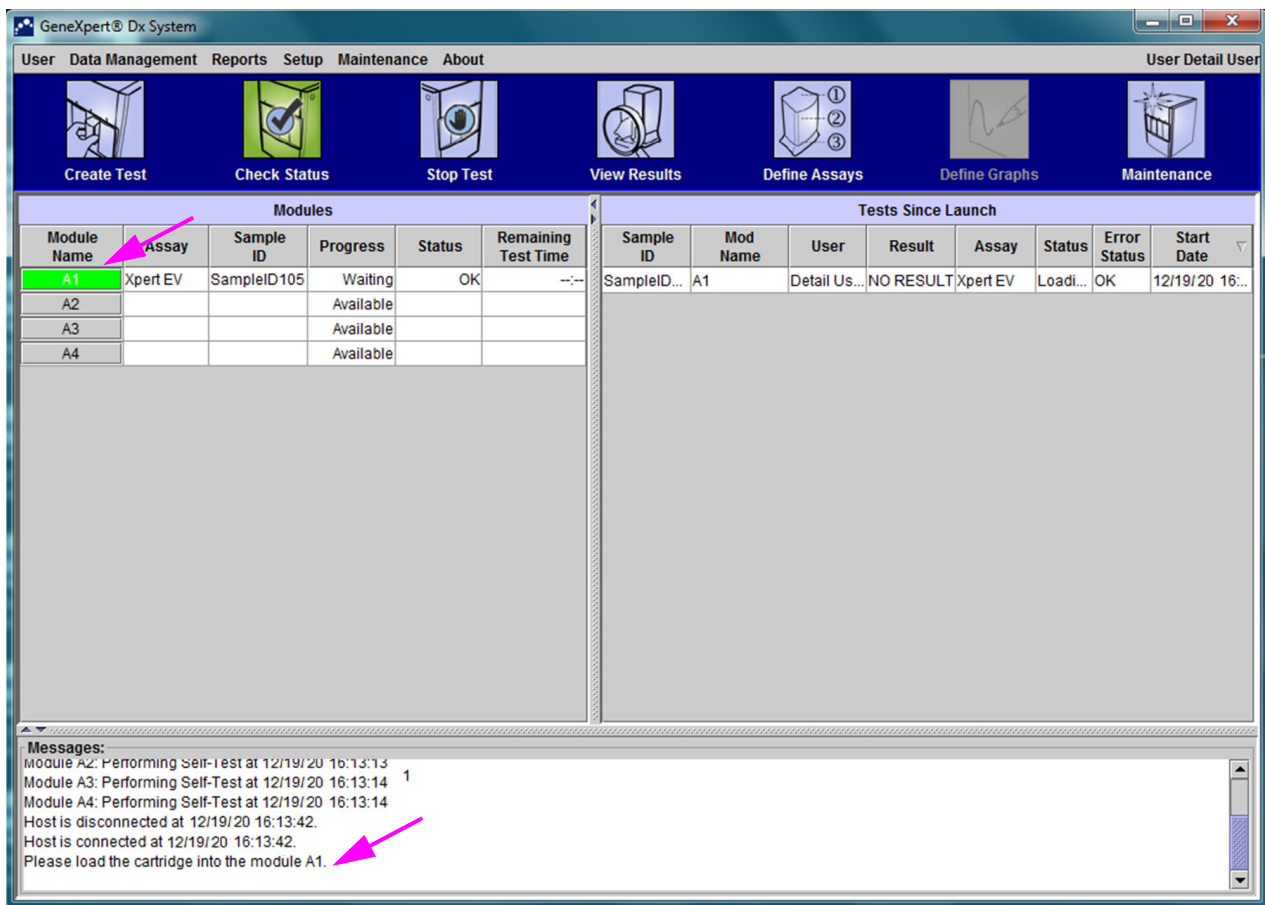 GeneXpert® Dx System
User Data Management Reports Setup Maintenance About User Detail User
Create Test Check Status Stop Test View Results Define Assays Define Graphs Maintenance
Modules
Module Name Assay Sample ID Progress Status Remaining Test Time
A1 Xpert EV SampleID105 Waiting OK --:--
A2 Available
A3 Available
A4 Available
Tests Since Launch
Sample ID Mod Name User Result Assay Status Error Status Start Date
SampleID... A1 Detail Us... NO RESULT Xpert EV Loadi... OK 12/19/20 16:..
Messages:
Module A2: Performing Self-Test at 12/19/20 16:13:13
Module A3: Performing Self-Test at 12/19/20 16:13:14 1
Module A4: Performing Self-Test at 12/19/20 16:13:14
Host is disconnected at 12/19/20 16:13:42.
Host is connected at 12/19/20 16:13:42.
Please load the cartridge into the module A1.